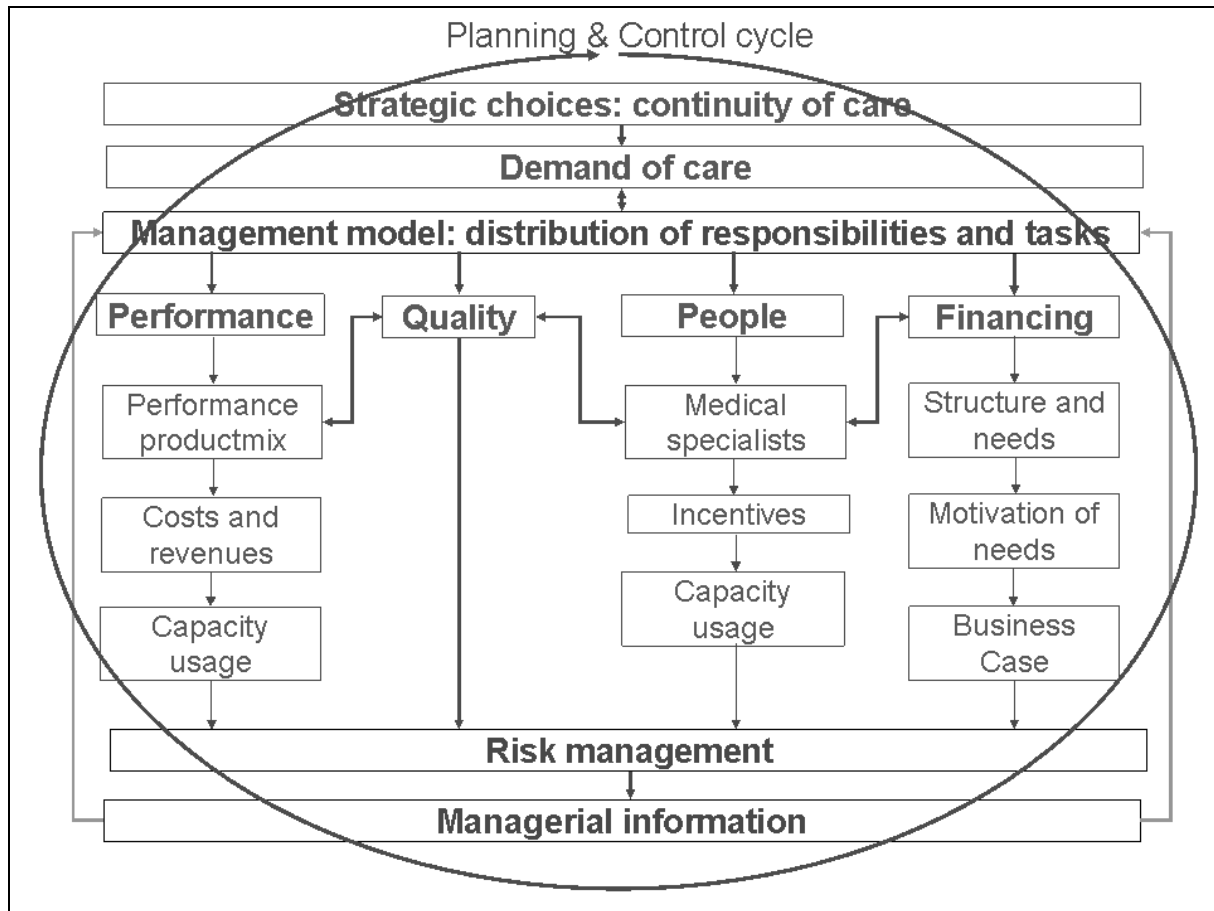 Planning & Control cycle
Strategic choices: continuity of care
Demand of care
Management model: distribution of responsibilities and tasks
Performance
Quality
People
Financing
Performance
productmix
Medical
specialists
Structure and
needs
Costs and
revenues
Incentives
Motivation of
needs
Capacity
usage
Capacity
usage
Business
Case
Risk management
Managerial information